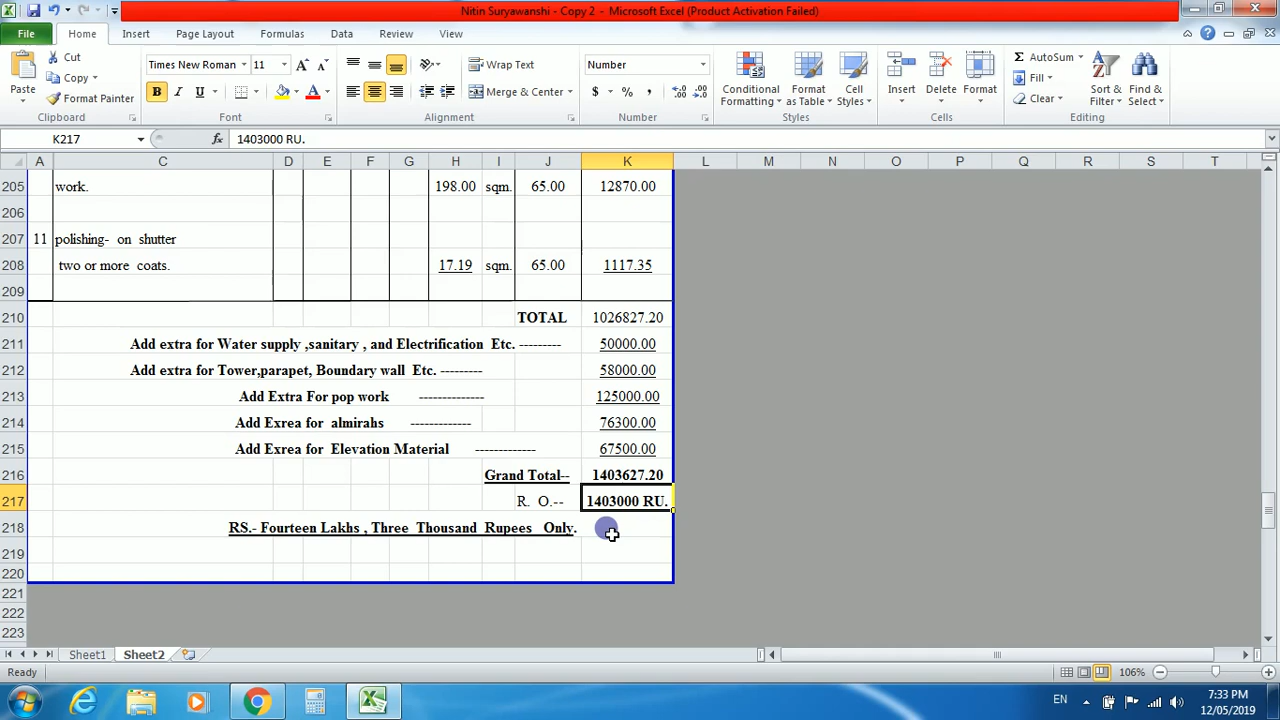 Nitin Suryawanshi - Copy 2 - Microsoft Excel (Product Activation Failed)
File Home Insert Page Layout Formulas Data Review View
Paste Cut Copy Format Painter Clipboard
Times New Roman 11 B I U A Font
Wrap Text Merge & Center Alignment
Number $ % , Number
Conditional Formatting Format as Table Cell Styles Styles
Insert Delete Format Cells
AutoSum Fill Clear Sort & Filter Find & Select Editing
K217 fx 1403000 RU.
A C D E F G H I J K L M N O P Q R S T
205 work. 198.00 sqm. 65.00 12870.00
206
207 11 polishing- on shutter
208 two or more coats. 17.19 sqm. 65.00 1117.35
209
210 TOTAL 1026827.20
211 Add extra for Water supply ,sanitary , and Electrification Etc. --------- 50000.00
212 Add extra for Tower,parapet, Boundary wall Etc. --------- 58000.00
213 Add Extra For pop work -------------- 125000.00
214 Add Exrea for almirahs ------------- 76300.00
215 Add Exrea for Elevation Material ------------- 67500.00
216 Grand Total-- 1403627.20
217 R. O.-- 1403000 RU.
218 RS.- Fourteen Lakhs , Three Thousand Rupees Only.
219
220
221
222
223
Sheet1 Sheet2
Ready 106%
EN 7:33 PM
12/05/2019